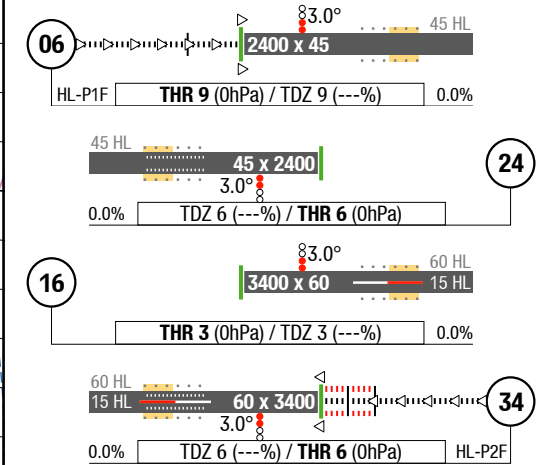 3.0°
45 HL
06
2400 x 45
HL-P1F
THR 9 (0hPa) / TDZ 9 (---%)
0.0%
45 HL
45 x 2400
24
3.0°
0.0%
TDZ 6 (---%) / THR 6 (0hPa)
3.0°
60 HL
16
3400 x 60
15 HL
THR 3 (0hPa) / TDZ 3 (---%)
0.0%
60 HL
15 HL
60 x 3400
34
3.0°
0.0%
TDZ 6 (---%) / THR 6 (0hPa)
HL-P2F